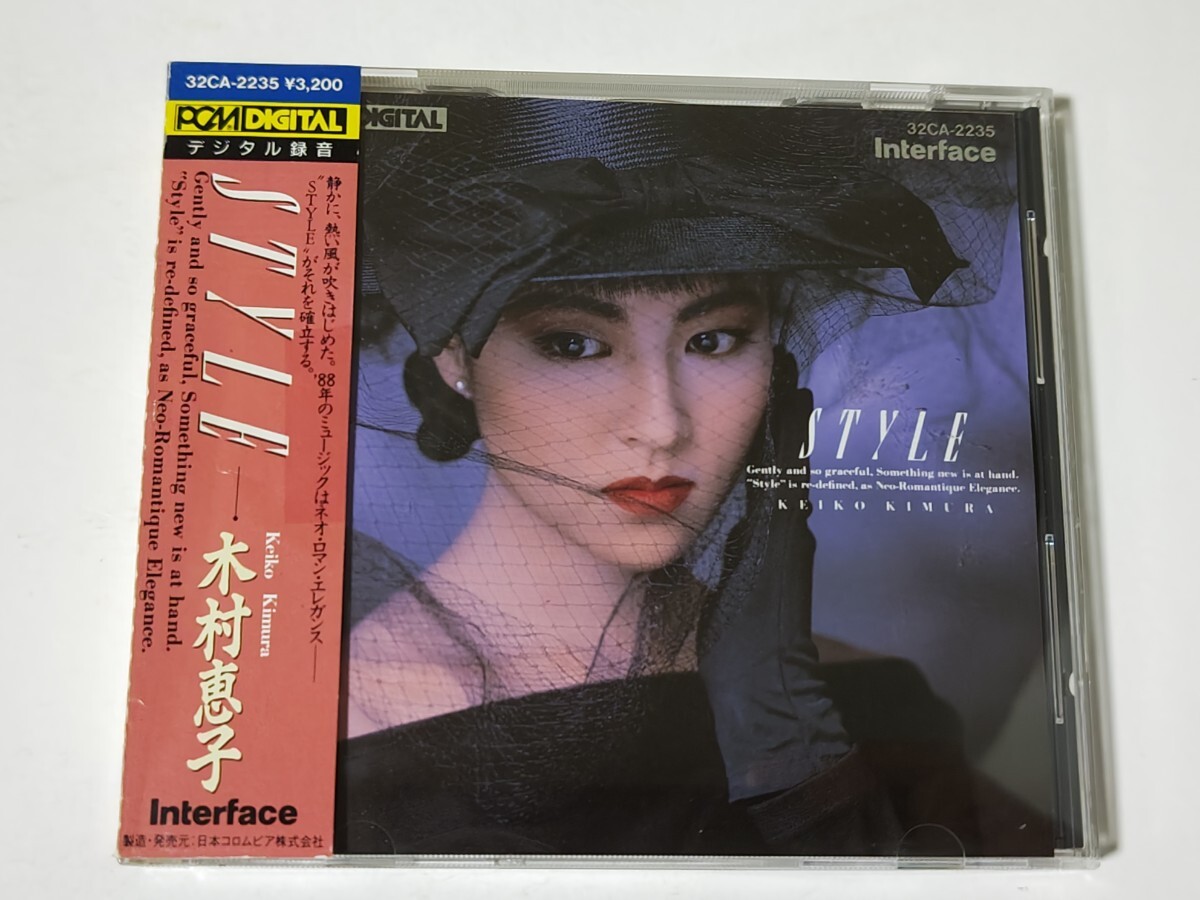 32CA-2235 ¥3,200
PCM DIGITAL
デジタル録音
静かに、熱い風が吹きはじめた。'88年のミュージックはネオ・ロマン・エレガンス——
"STYLE"がそれを確立する。
STYLE——・木村恵子
Keiko Kimura
Gently and so graceful, Something new is at hand.
"Style" is re-defined, as Neo-Romantique Elegance.
Interface
製造・発売元:日本コロムビア株式会社
DIGITAL
32CA-2235
Interface
STYLE
Gently and so graceful, Something new is at hand.
"Style" is re-defined, as Neo-Romantique Elegance.
KEIKO KIMURA